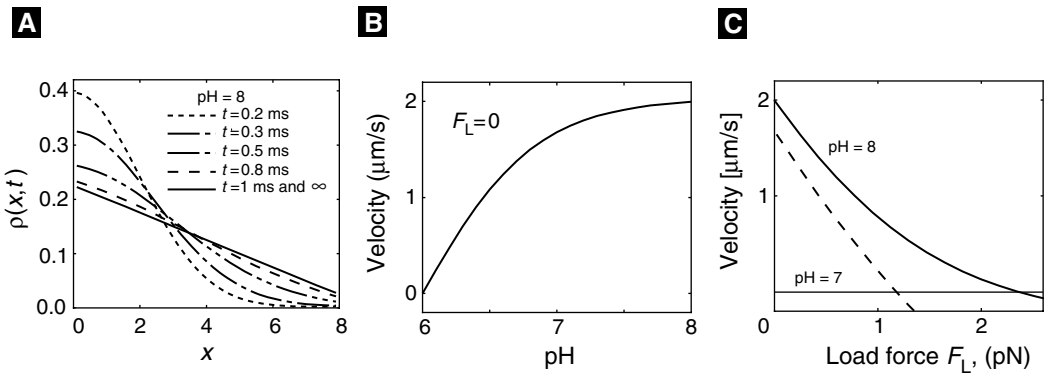 A
ρ(x,t)
0.4
0.3
0.2
0.1
0.0
pH = 8
t=0.2 ms
t=0.3 ms
t=0.5 ms
t=0.8 ms
t=1 ms and ∞
0 2 4 6 8
x
B
Velocity (μm/s)
2
1
0
F_L=0
6 7 8
pH
C
Velocity [μm/s]
2
1
pH = 8
pH = 7
0 1 2
Load force F_L, (pN)